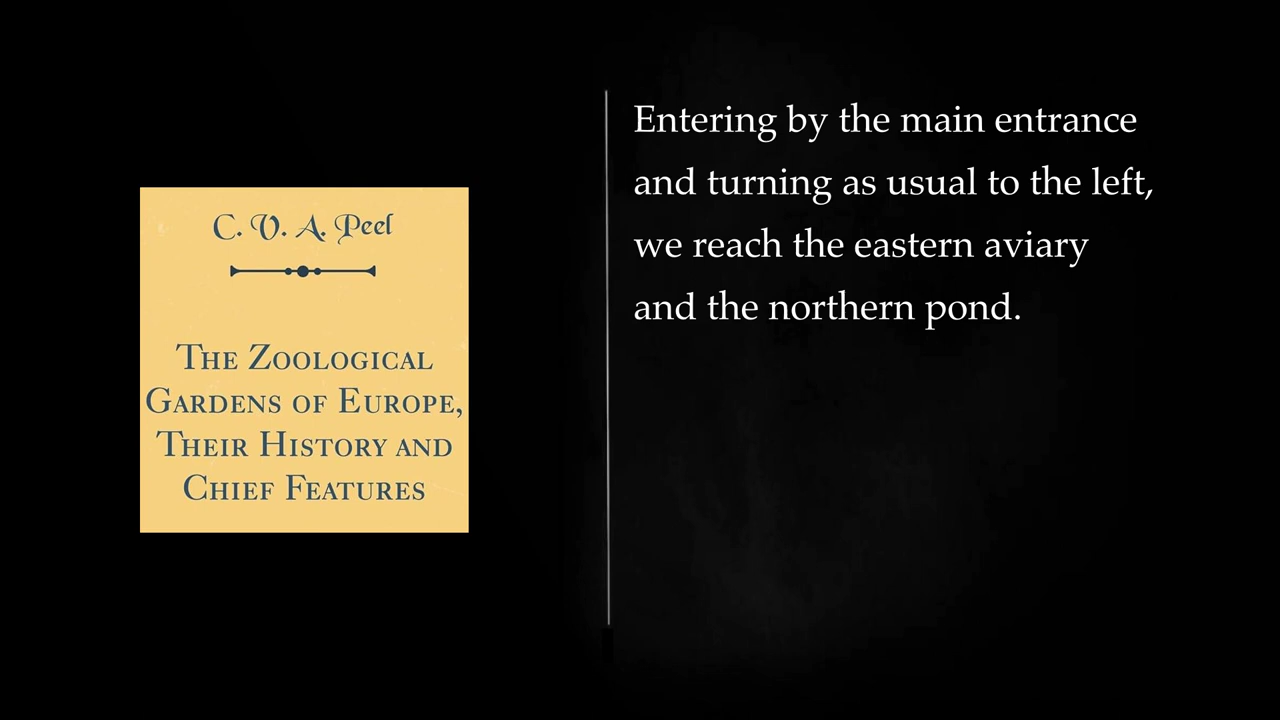 C. V. A. Peel
The Zoological
Gardens of Europe,
Their History and
Chief Features
Entering by the main entrance
and turning as usual to the left,
we reach the eastern aviary
and the northern pond.